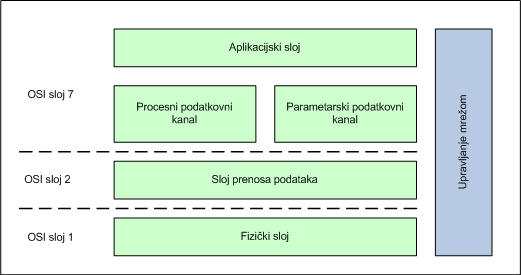 Aplikacijski sloj
OSI sloj 7
Procesni podatkovni
kanal
Parametarski podatkovni
kanal
OSI sloj 2
Sloj prenosa podataka
OSI sloj 1
Fizički sloj
Upravljanje mrežom